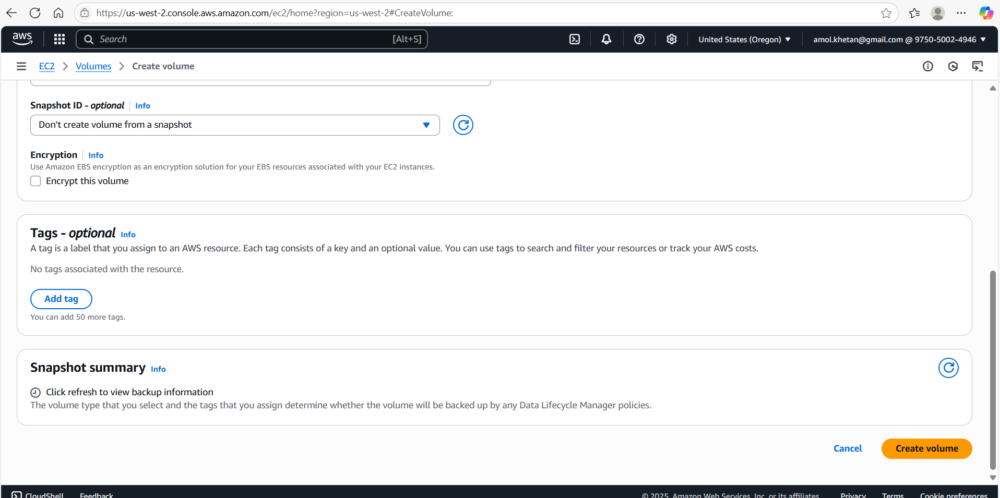 https://us-west-2.console.aws.amazon.com/ec2/home?region=us-west-2#CreateVolume:
aws
Search [Alt+S]
United States (Oregon)
amol.khetan@gmail.com @ 9750-5002-4946
EC2 > Volumes > Create volume
Snapshot ID - optional Info
Don't create volume from a snapshot
Encryption Info
Use Amazon EBS encryption as an encryption solution for your EBS resources associated with your EC2 instances.
Encrypt this volume
Tags - optional Info
A tag is a label that you assign to an AWS resource. Each tag consists of a key and an optional value. You can use tags to search and filter your resources or track your AWS costs.
No tags associated with the resource.
Add tag
You can add 50 more tags.
Snapshot summary Info
Click refresh to view backup information
The volume type that you select and the tags that you assign determine whether the volume will be backed up by any Data Lifecycle Manager policies.
Cancel Create volume
CloudShell Feedback © 2025, Amazon Web Services, Inc. or its affiliates. Privacy Terms Cookie preferences